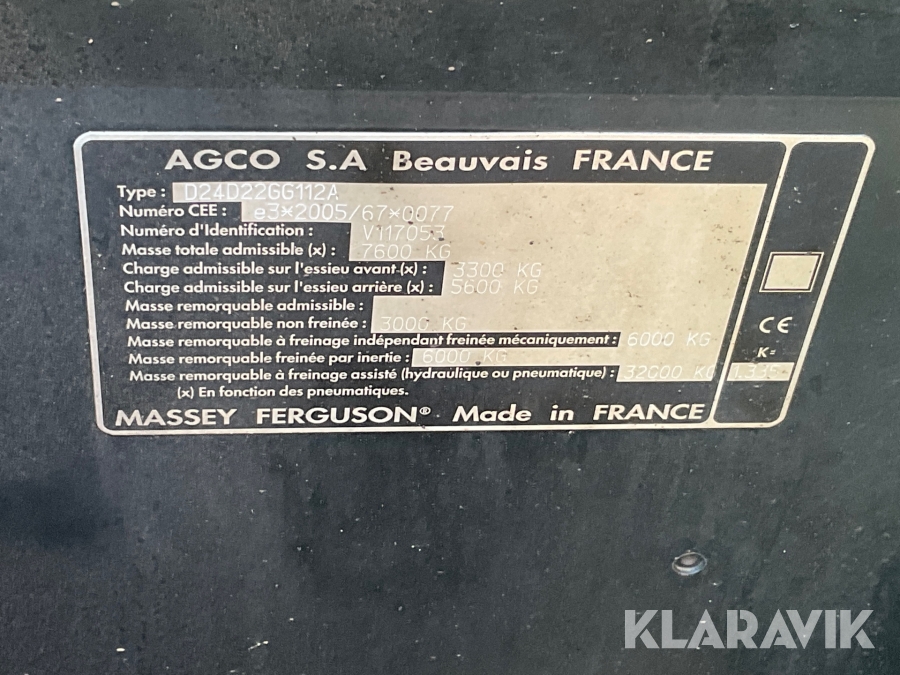 AGCO S.A Beauvais FRANCE
Type : D24D22GG112A
Numéro CEE : e3*2005/67*0077
Numéro d'Identification : V117053
Masse totale admissible (x) : 7600 KG
Charge admissible sur l'essieu avant (x) : 3300 KG
Charge admissible sur l'essieu arrière (x) : 5600 KG
Masse remorquable admissible :
Masse remorquable non freinée : 3000 KG
Masse remorquable à freinage indépendant freinée mécaniquement : 6000 KG
Masse remorquable freinée par inertie : 6000 KG
Masse remorquable à freinage assisté (hydraulique ou pneumatique) : 32000 KG
(x) En fonction des pneumatiques.
MASSEY FERGUSON® Made in FRANCE
CE
K=
KLARAVIK